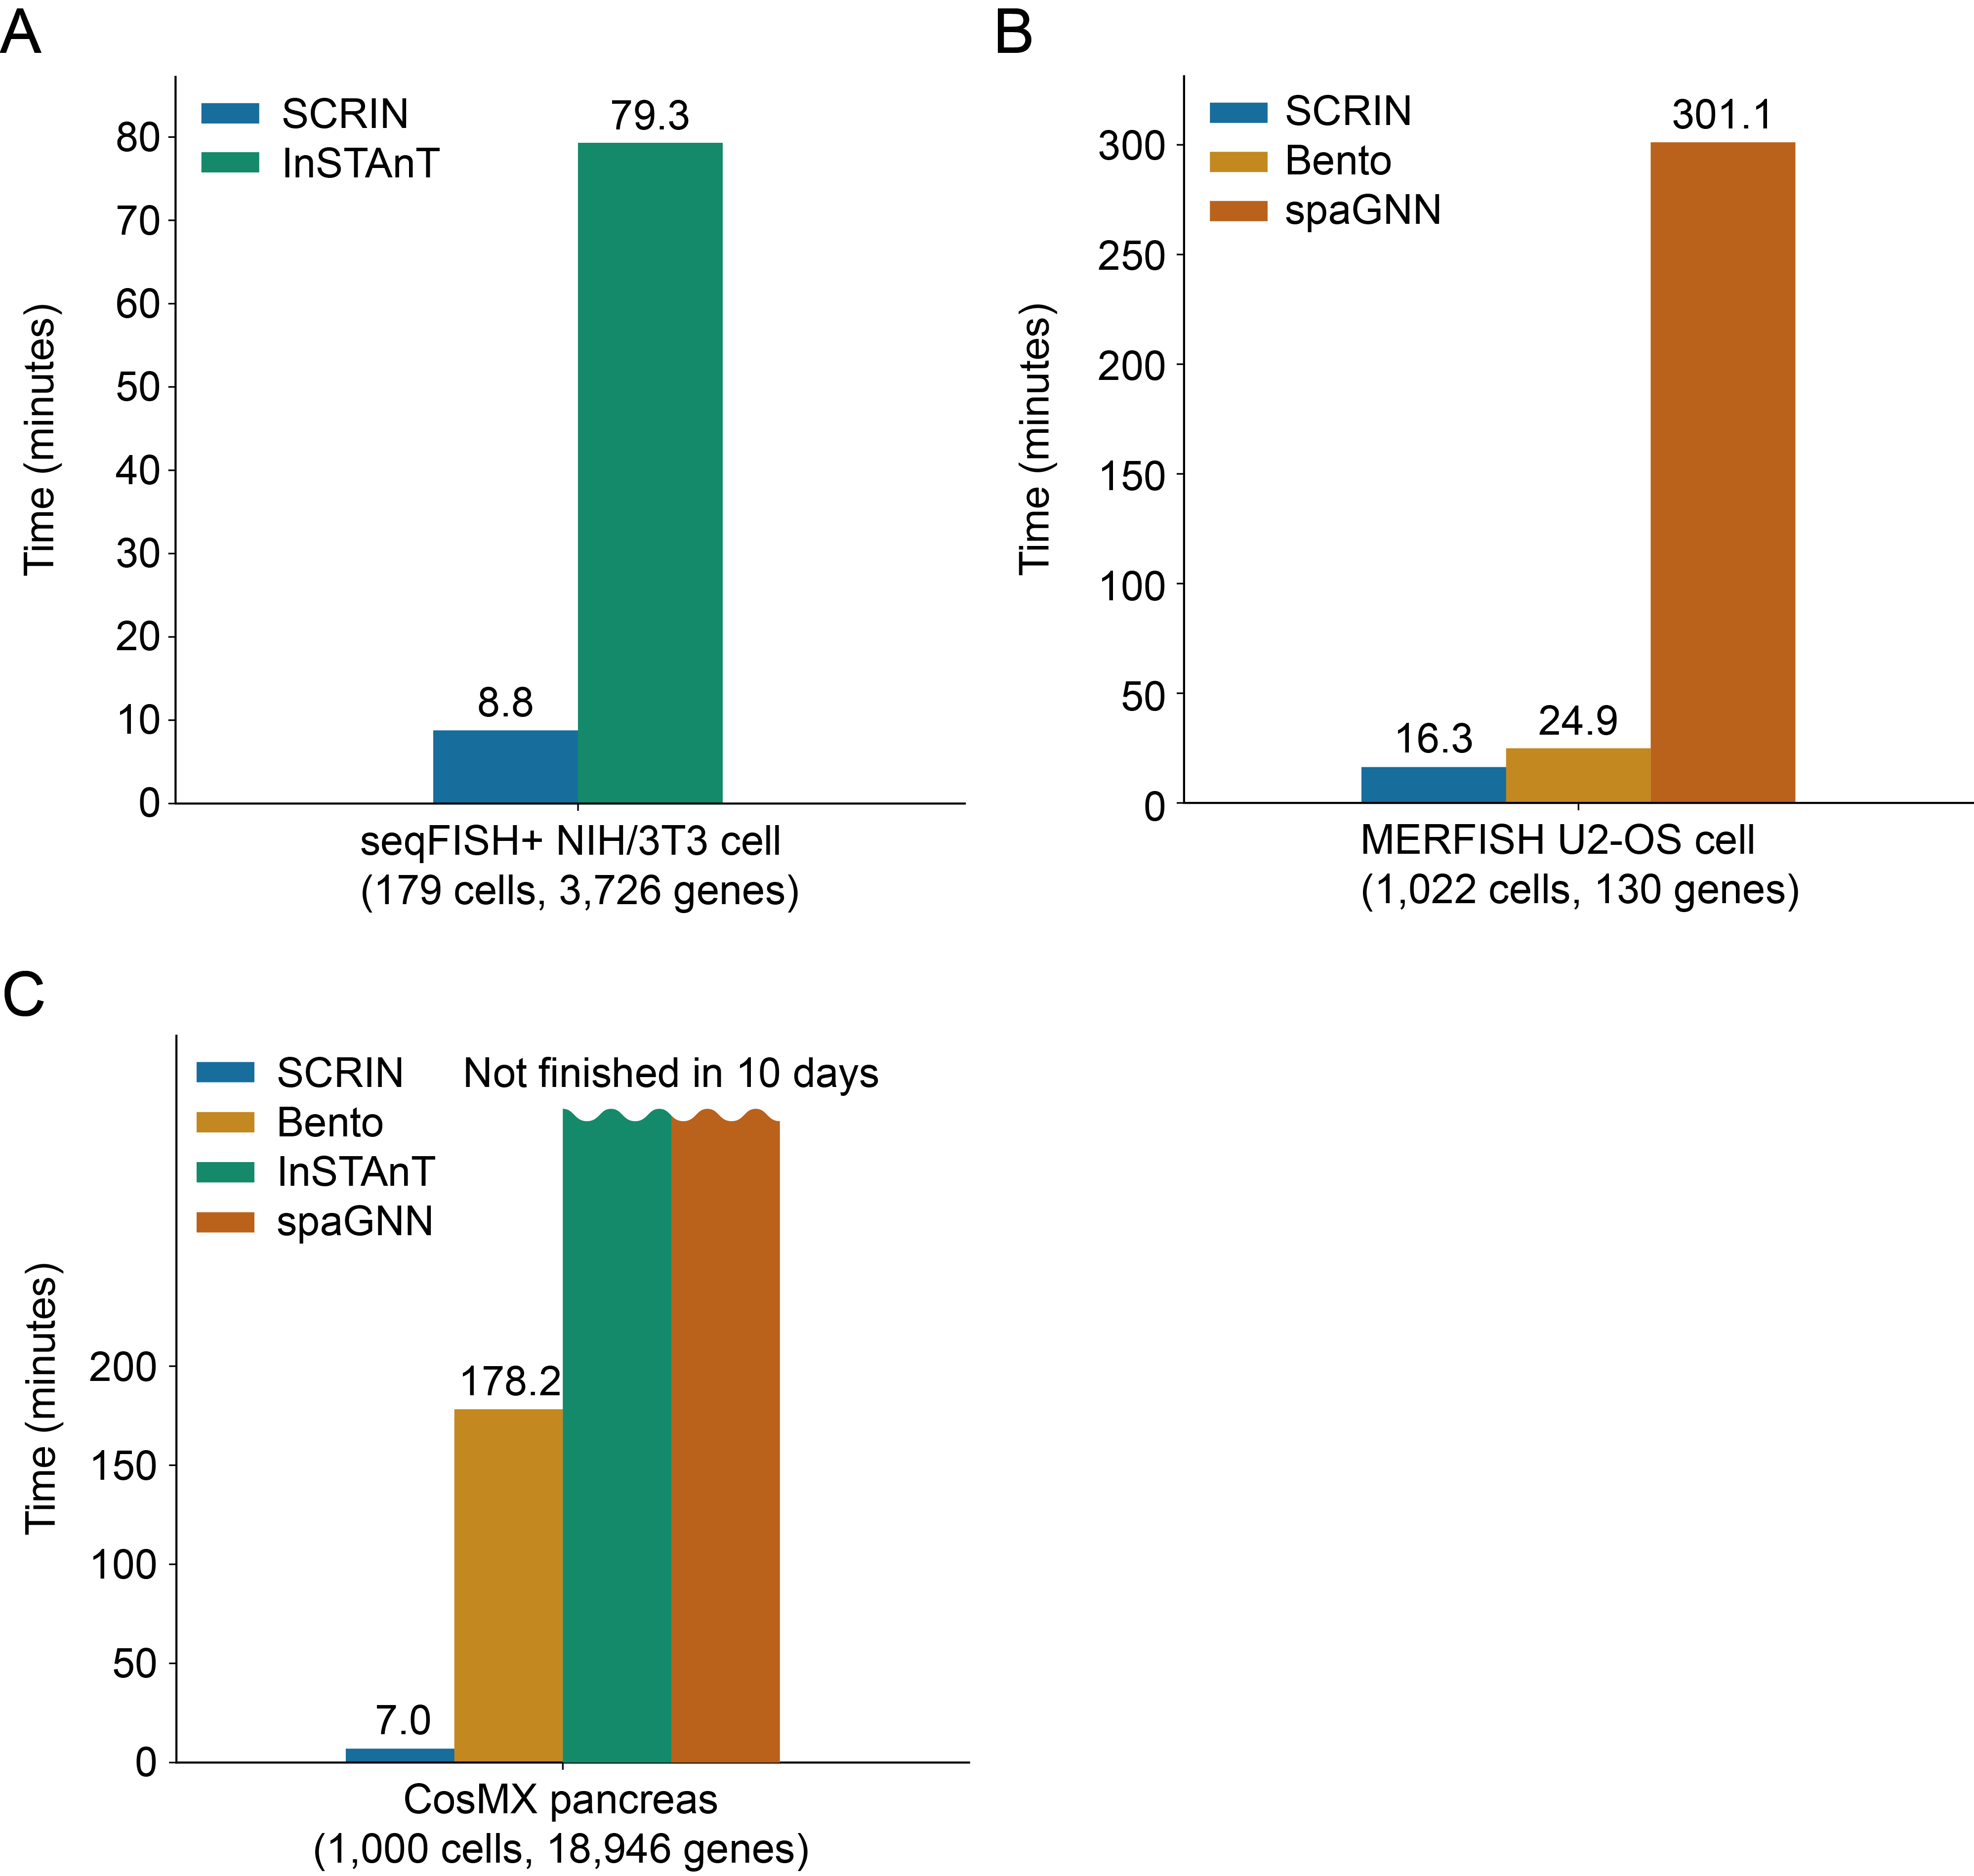 A
SCRIN
InSTAnT
79.3
8.8
80
70
60
50
40
30
20
10
0
Time (minutes)
seqFISH+ NIH/3T3 cell
(179 cells, 3,726 genes)
B
SCRIN
Bento
spaGNN
301.1
16.3
24.9
300
250
200
150
100
50
0
Time (minutes)
MERFISH U2-OS cell
(1,022 cells, 130 genes)
C
SCRIN
Bento
InSTAnT
spaGNN
Not finished in 10 days
178.2
7.0
200
150
100
50
0
Time (minutes)
CosMX pancreas
(1,000 cells, 18,946 genes)